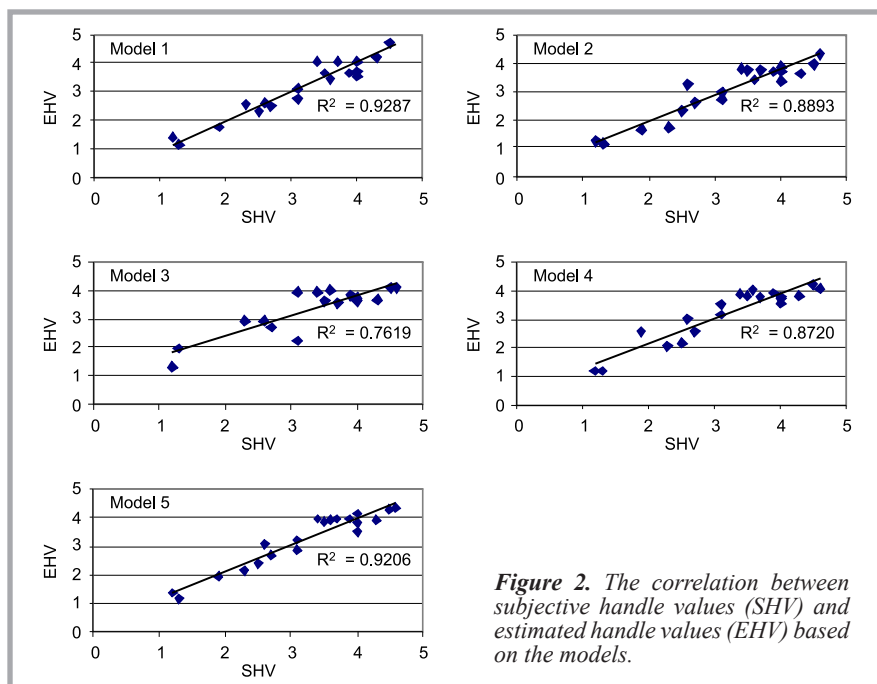 Model 1
R² = 0.9287
EHV
5
4
3
2
1
0
0 1 2 3 4 5
SHV
Model 2
R² = 0.8893
EHV
5
4
3
2
1
0
0 1 2 3 4 5
SHV
Model 3
R² = 0.7619
EHV
5
4
3
2
1
0
0 1 2 3 4 5
SHV
Model 4
R² = 0.8720
EHV
5
4
3
2
1
0
0 1 2 3 4 5
SHV
Model 5
R² = 0.9206
EHV
5
4
3
2
1
0
0 1 2 3 4 5
SHV
Figure 2. The correlation between
subjective handle values (SHV) and
estimated handle values (EHV) based
on the models.